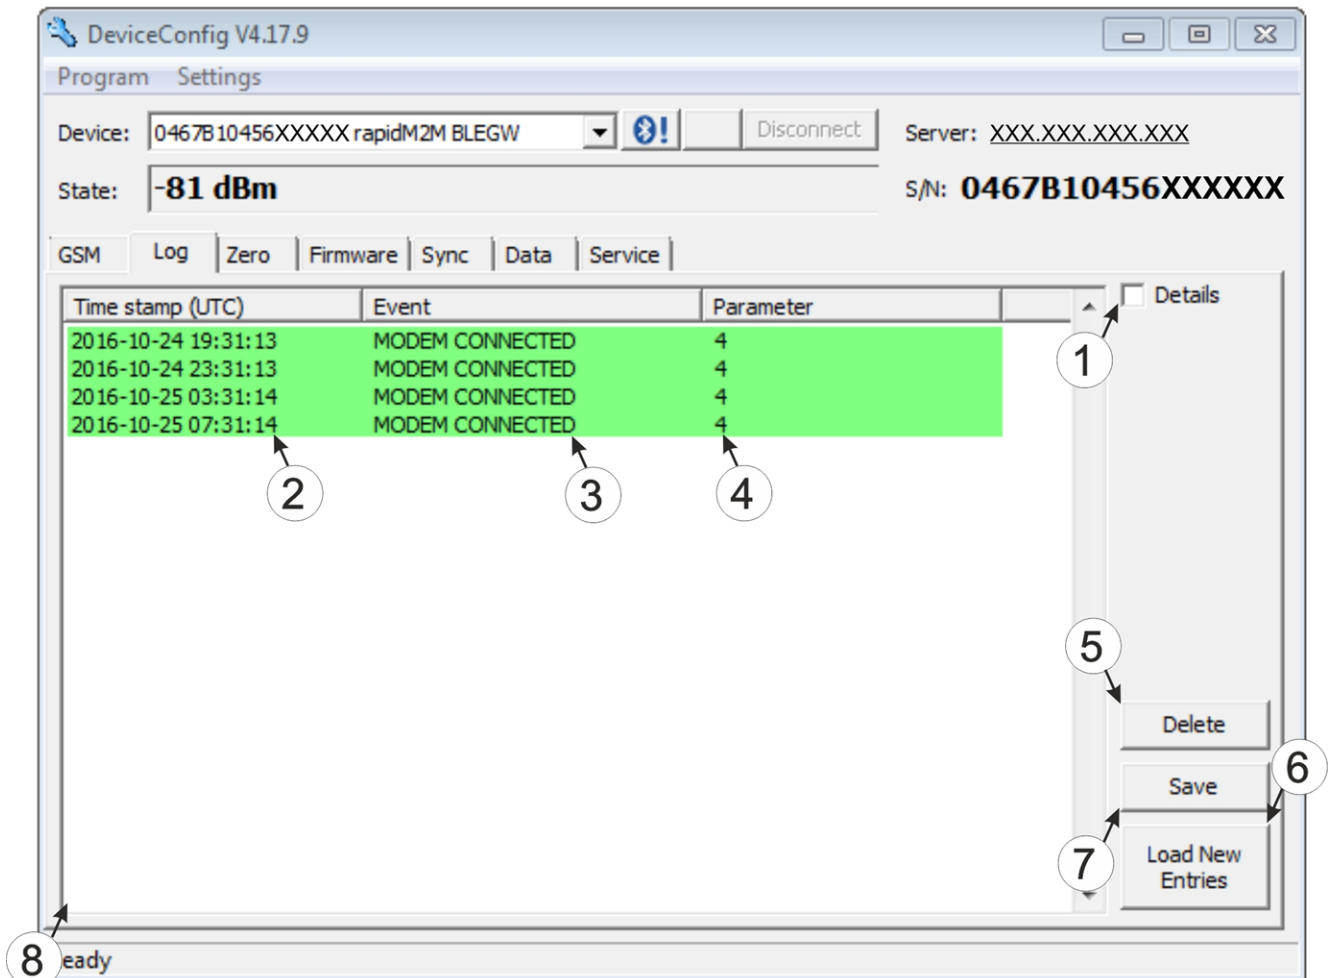 DeviceConfig V4.17.9
Program Settings
Device: 0467B10456XXXXX rapidM2M BLEGW Disconnect Server: XXX.XXX.XXX.XXX
State: -81 dBm S/N: 0467B10456XXXXXX
GSM Log Zero Firmware Sync Data Service
Time stamp (UTC) Event Parameter Details
2016-10-24 19:31:13 MODEM CONNECTED 4
1
2016-10-24 23:31:13 MODEM CONNECTED 4
2016-10-25 03:31:14 MODEM CONNECTED 4
2016-10-25 07:31:14 MODEM CONNECTED 4
2 3 4
5
Delete
6
Save
7
Load New
Entries
8 eady